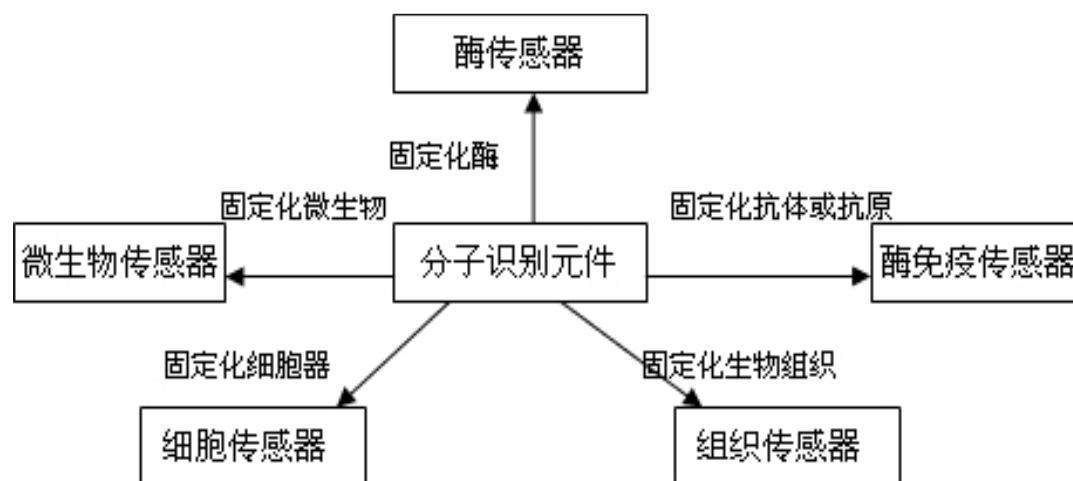 酶传感器
固定化酶
固定化微生物
固定化抗体或抗原
微生物传感器
分子识别元件
酶免疫传感器
固定化细胞器
固定化生物组织
细胞传感器
组织传感器